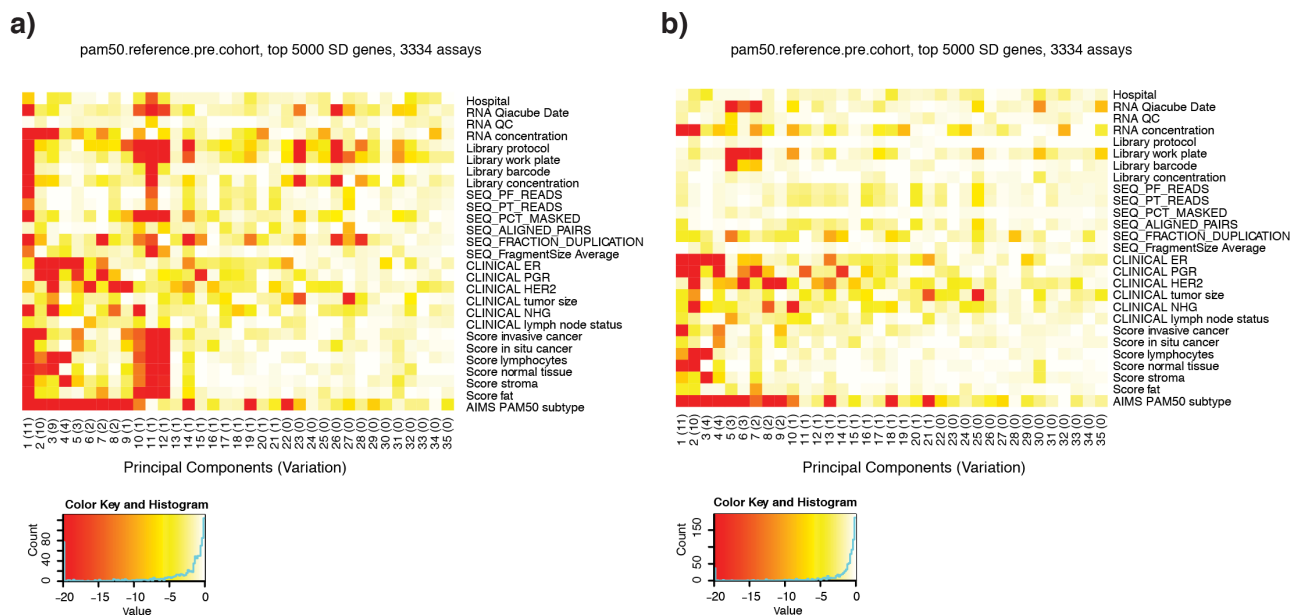 a)
pam50.reference.pre.cohort, top 5000 SD genes, 3334 assays
Hospital
RNA Qiacube Date
RNA QC
RNA concentration
Library protocol
Library work plate
Library barcode
Library concentration
SEQ_PF_READS
SEQ_PT_READS
SEQ_PCT_MASKED
SEQ_ALIGNED_PAIRS
SEQ_FRACTION_DUPLICATION
SEQ_FragmentSize Average
CLINICAL ER
CLINICAL PGR
CLINICAL HER2
CLINICAL tumor size
CLINICAL NHG
CLINICAL lymph node status
Score invasive cancer
Score in situ cancer
Score lymphocytes
Score normal tissue
Score stroma
Score fat
AIMS PAM50 subtype
1 (11)
2 (10)
3 (9)
4 (4)
5 (3)
6 (2)
7 (2)
8 (2)
9 (1)
10 (1)
11 (1)
12 (1)
13 (1)
14 (1)
15 (1)
16 (1)
17 (1)
18 (1)
19 (1)
20 (1)
21 (1)
22 (0)
23 (0)
24 (0)
25 (0)
26 (0)
27 (0)
28 (0)
29 (0)
30 (0)
31 (0)
32 (0)
33 (0)
34 (0)
35 (0)
Principal Components (Variation)
Color Key and Histogram
Count
0 40 80
−20 −15 −10 −5 0
Value
b)
pam50.reference.pre.cohort, top 5000 SD genes, 3334 assays
Hospital
RNA Qiacube Date
RNA QC
RNA concentration
Library protocol
Library work plate
Library barcode
Library concentration
SEQ_PF_READS
SEQ_PT_READS
SEQ_PCT_MASKED
SEQ_ALIGNED_PAIRS
SEQ_FRACTION_DUPLICATION
SEQ_FragmentSize Average
CLINICAL ER
CLINICAL PGR
CLINICAL HER2
CLINICAL tumor size
CLINICAL NHG
CLINICAL lymph node status
Score invasive cancer
Score in situ cancer
Score lymphocytes
Score normal tissue
Score stroma
Score fat
AIMS PAM50 subtype
1 (11)
2 (10)
3 (4)
4 (4)
5 (3)
6 (3)
7 (2)
8 (2)
9 (2)
10 (1)
11 (1)
12 (1)
13 (1)
14 (1)
15 (1)
16 (1)
17 (1)
18 (1)
19 (1)
20 (1)
21 (1)
22 (0)
23 (0)
24 (0)
25 (0)
26 (0)
27 (0)
28 (0)
29 (0)
30 (0)
31 (0)
32 (0)
33 (0)
34 (0)
35 (0)
Principal Components (Variation)
Color Key and Histogram
Count
0 50 150
−20 −15 −10 −5 0
Value